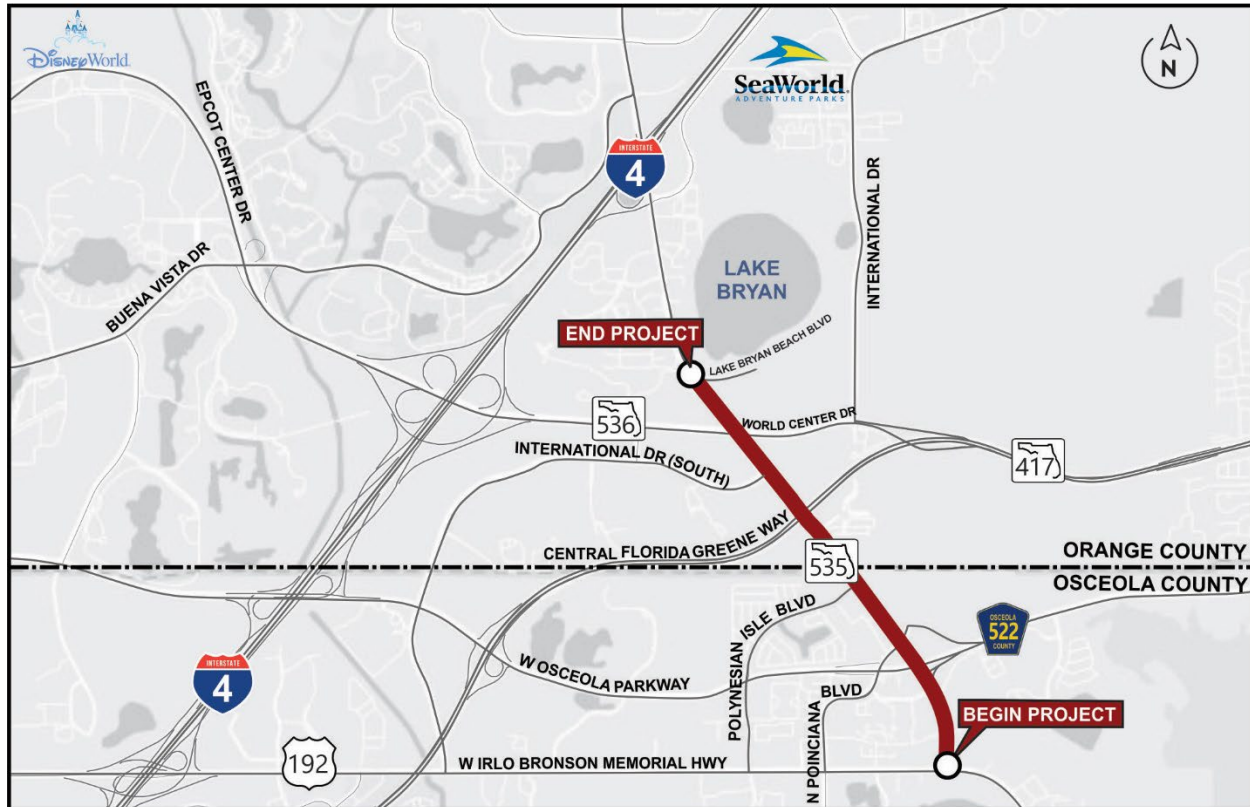 DISNEY World
SeaWorld
ADVENTURE PARKS
N
EPCOT CENTER DR
INTERSTATE
4
INTERNATIONAL DR
BUENA VISTA DR
LAKE
BRYAN
END PROJECT
LAKE BRYAN BEACH BLVD
536
WORLD CENTER DR
INTERNATIONAL DR (SOUTH)
417
CENTRAL FLORIDA GREENE WAY
535
ORANGE COUNTY
OSCEOLA COUNTY
POLYNESIAN ISLE BLVD
OSCEOLA
522
COUNTY
INTERSTATE
4
W OSCEOLA PARKWAY
N POINCIANA BLVD
BEGIN PROJECT
192
W IRLO BRONSON MEMORIAL HWY